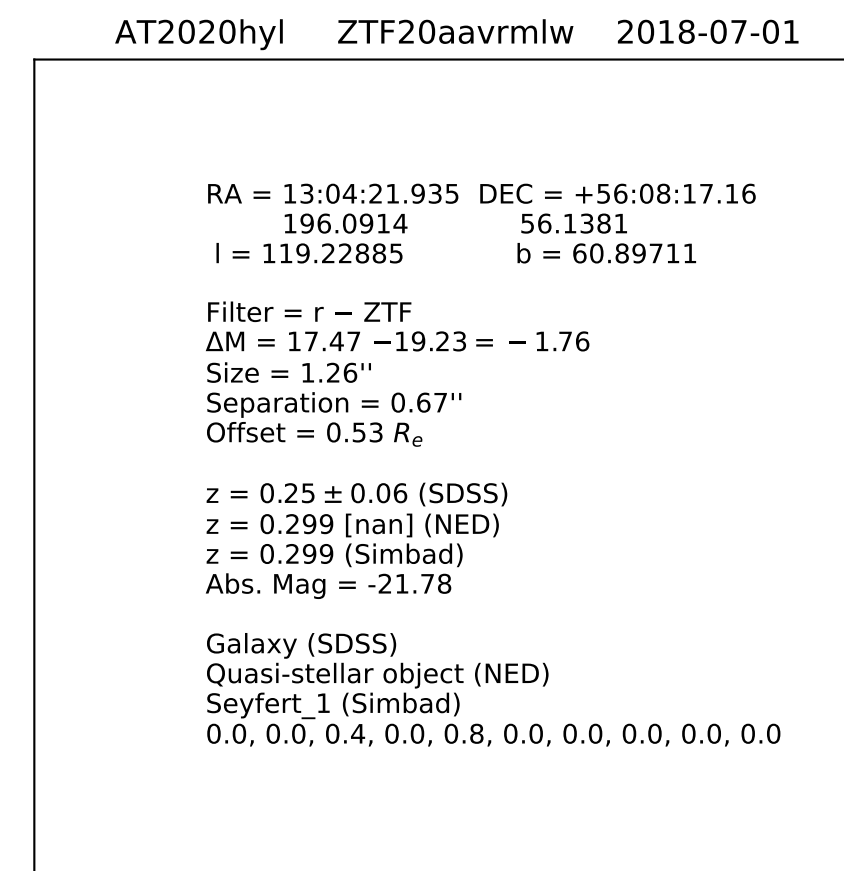 AT2020hyl ZTF20aavrmlw 2018-07-01
RA = 13:04:21.935 DEC = +56:08:17.16
196.0914 56.1381
l = 119.22885 b = 60.89711
Filter = r − ZTF
ΔM = 17.47 −19.23 = − 1.76
Size = 1.26''
Separation = 0.67''
Offset = 0.53 Rₑ
z = 0.25 ± 0.06 (SDSS)
z = 0.299 [nan] (NED)
z = 0.299 (Simbad)
Abs. Mag = -21.78
Galaxy (SDSS)
Quasi-stellar object (NED)
Seyfert_1 (Simbad)
0.0, 0.0, 0.4, 0.0, 0.8, 0.0, 0.0, 0.0, 0.0, 0.0